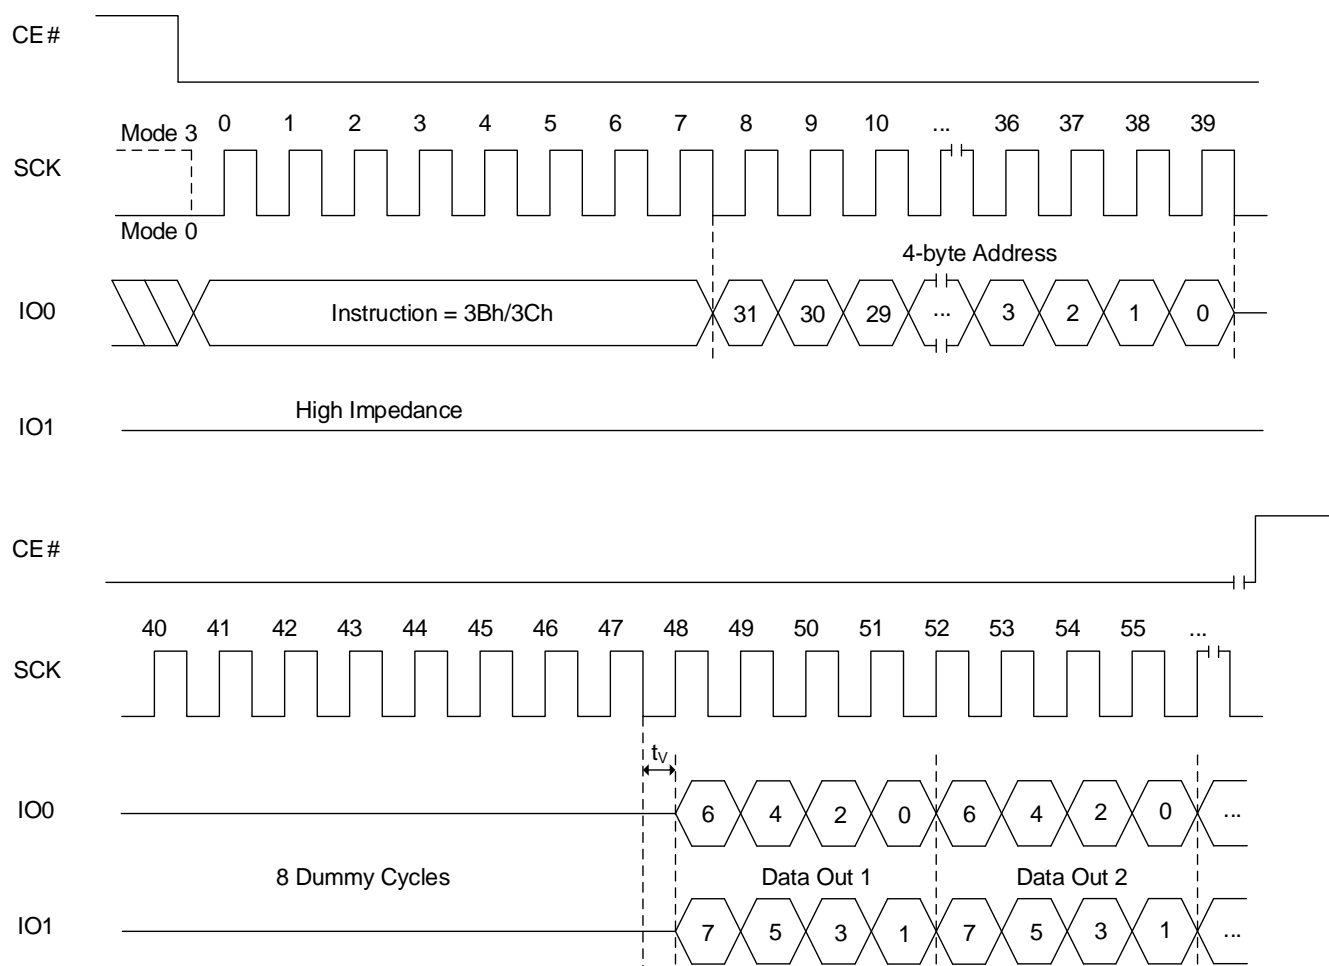 CE#
Mode 3 0 1 2 3 4 5 6 7 8 9 10 ... 36 37 38 39
SCK
Mode 0
4-byte Address
IO0 Instruction = 3Bh/3Ch 31 30 29 ... 3 2 1 0
High Impedance
IO1
CE#
40 41 42 43 44 45 46 47 48 49 50 51 52 53 54 55 ...
SCK
tV
IO0 6 4 2 0 6 4 2 0 ...
8 Dummy Cycles Data Out 1 Data Out 2
IO1 7 5 3 1 7 5 3 1 ...